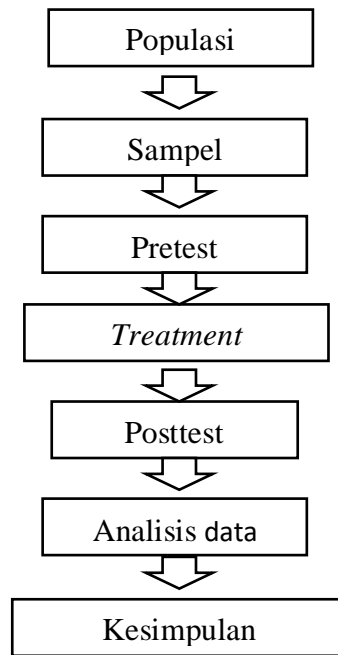 Populasi
Sampel
Pretest
Treatment
Posttest
Analisis data
Kesimpulan